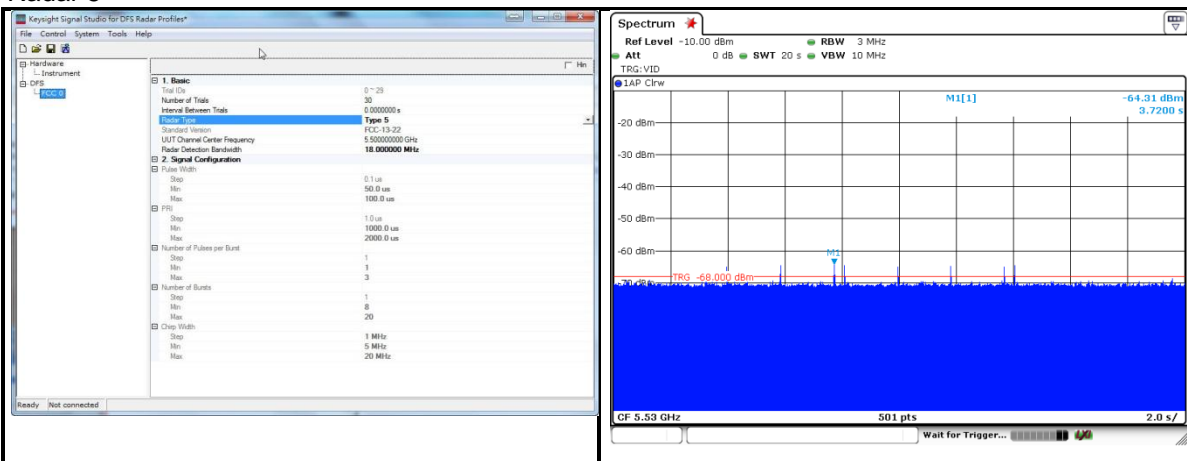 Keysight Signal Studio for DFS Radar Profiles*
File Control System Tools Help
Hardware
Instrument
DFS
FCC 0
1. Basic
Trial IDs 0 ~ 29
Number of Trials 30
Interval Between Trials 0.0000000 s
Radar Type Type 5
Standard Version FCC-13-22
UUT Channel Center Frequency 5.500000000 GHz
Radar Detection Bandwidth 18.000000 MHz
2. Signal Configuration
Pulse Width
Step 0.1 us
Min 50.0 us
Max 100.0 us
PRI
Step 1.0 us
Min 1000.0 us
Max 2000.0 us
Number of Pulses per Burst
Step 1
Min 1
Max 3
Number of Bursts
Step 1
Min 8
Max 20
Chirp Width
Step 1 MHz
Min 5 MHz
Max 20 MHz
Ready Not connected
Spectrum
Ref Level -10.00 dBm RBW 3 MHz
Att 0 dB SWT 20 s VBW 10 MHz
TRG:VID
1AP Clrw
M1[1] -64.31 dBm
3.7200 s
-20 dBm
-30 dBm
-40 dBm
-50 dBm
-60 dBm
M1
TRG -68.000 dBm
-70 dBm
CF 5.53 GHz 501 pts 2.0 s/
Wait for Trigger...